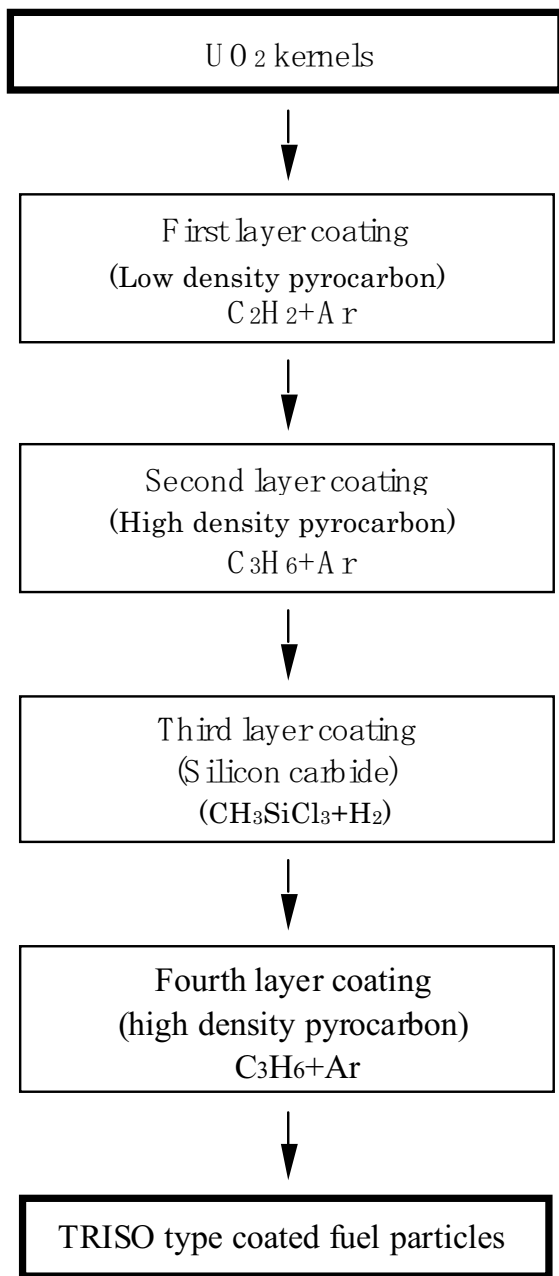 UO2 kernels
First layer coating
(Low density pyrocarbon)
C2H2+Ar
Second layer coating
(High density pyrocarbon)
C3H6+Ar
Third layer coating
(Silicon carbide)
(CH3SiCl3+H2)
Fourth layer coating
(high density pyrocarbon)
C3H6+Ar
TRISO type coated fuel particles